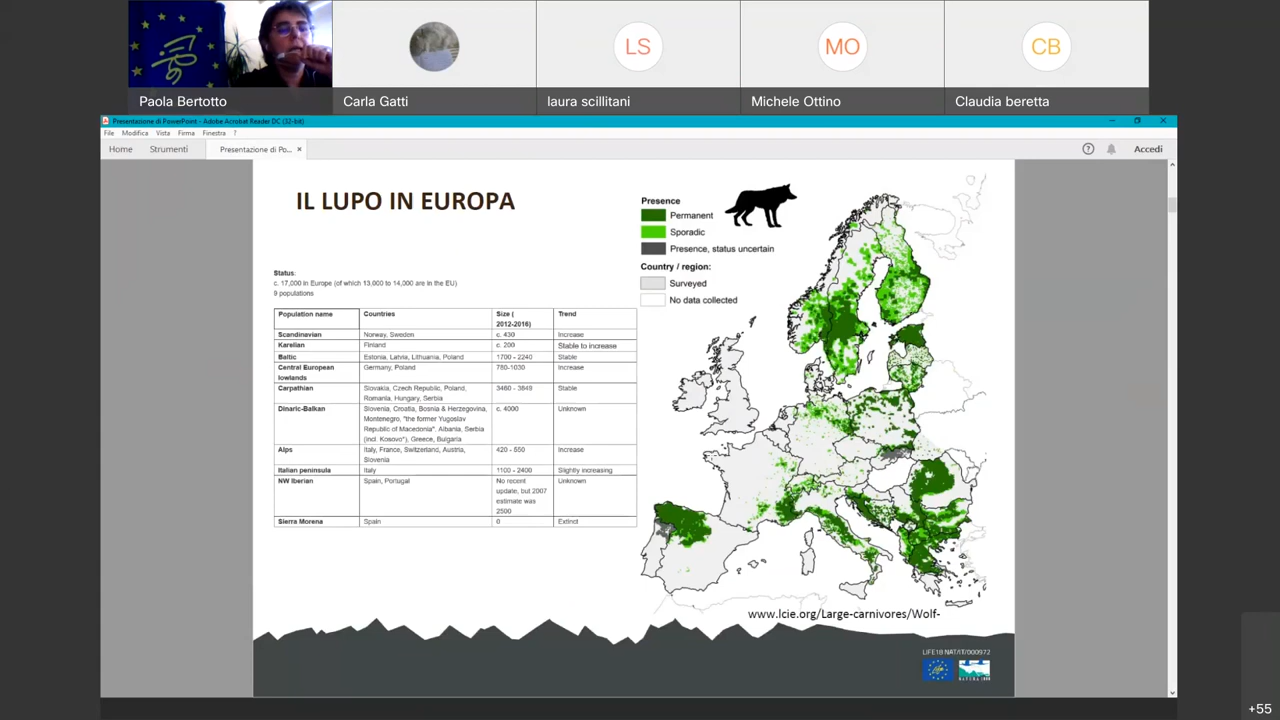 LS
MO
CB
Paola Bertotto
Carla Gatti
laura scillitani
Michele Ottino
Claudia beretta
Presentazione di PowerPoint - Adobe Acrobat Reader DC (32-bit)
File Modifica Vista Firma Finestra ?
Home Strumenti Presentazione di Po... × Accedi
IL LUPO IN EUROPA
Status:
c. 17,000 in Europe (of which 13,000 to 14,000 are in the EU)
9 populations
Population name Countries Size ( 2012-2016) Trend
Scandinavian Norway, Sweden c. 430 Increase
Karelian Finland c. 200 Stable to increase
Baltic Estonia, Latvia, Lithuania, Poland 1700 - 2240 Stable
Central European Germany, Poland 780-1030 Increase
lowlands
Carpathian Slovakia, Czech Republic, Poland, 3460 - 3849 Stable
Romania, Hungary, Serbia
Dinaric-Balkan Slovenia, Croatia, Bosnia & Herzegovina, c. 4000 Unknown
Montenegro, "the former Yugoslav
Republic of Macedonia", Albania, Serbia
(incl. Kosovo*), Greece, Bulgaria
Alps Italy, France, Switzerland, Austria, 420 - 550 Increase
Slovenia
Italian peninsula Italy 1100 - 2400 Slightly increasing
NW Iberian Spain, Portugal No recent Unknown
update, but 2007
estimate was
2500
Sierra Morena Spain 0 Extinct
Presence
Permanent
Sporadic
Presence, status uncertain
Country / region:
Surveyed
No data collected
www.lcie.org/Large-carnivores/Wolf-
LIFE18 NAT/IT/000972
+55